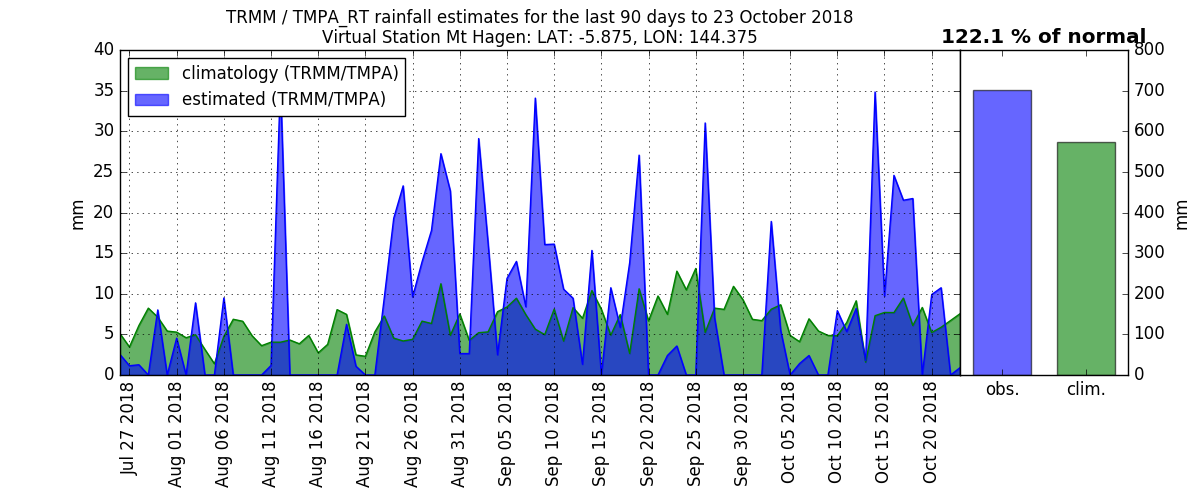 TRMM / TMPA_RT rainfall estimates for the last 90 days to 23 October 2018
Virtual Station Mt Hagen: LAT: -5.875, LON: 144.375
122.1 % of normal
climatology (TRMM/TMPA)
estimated (TRMM/TMPA)
mm
40
35
30
25
20
15
10
5
0
Jul 27 2018
Aug 01 2018
Aug 06 2018
Aug 11 2018
Aug 16 2018
Aug 21 2018
Aug 26 2018
Aug 31 2018
Sep 05 2018
Sep 10 2018
Sep 15 2018
Sep 20 2018
Sep 25 2018
Sep 30 2018
Oct 05 2018
Oct 10 2018
Oct 15 2018
Oct 20 2018
800
700
600
500
400
300
200
100
0
mm
obs.
clim.